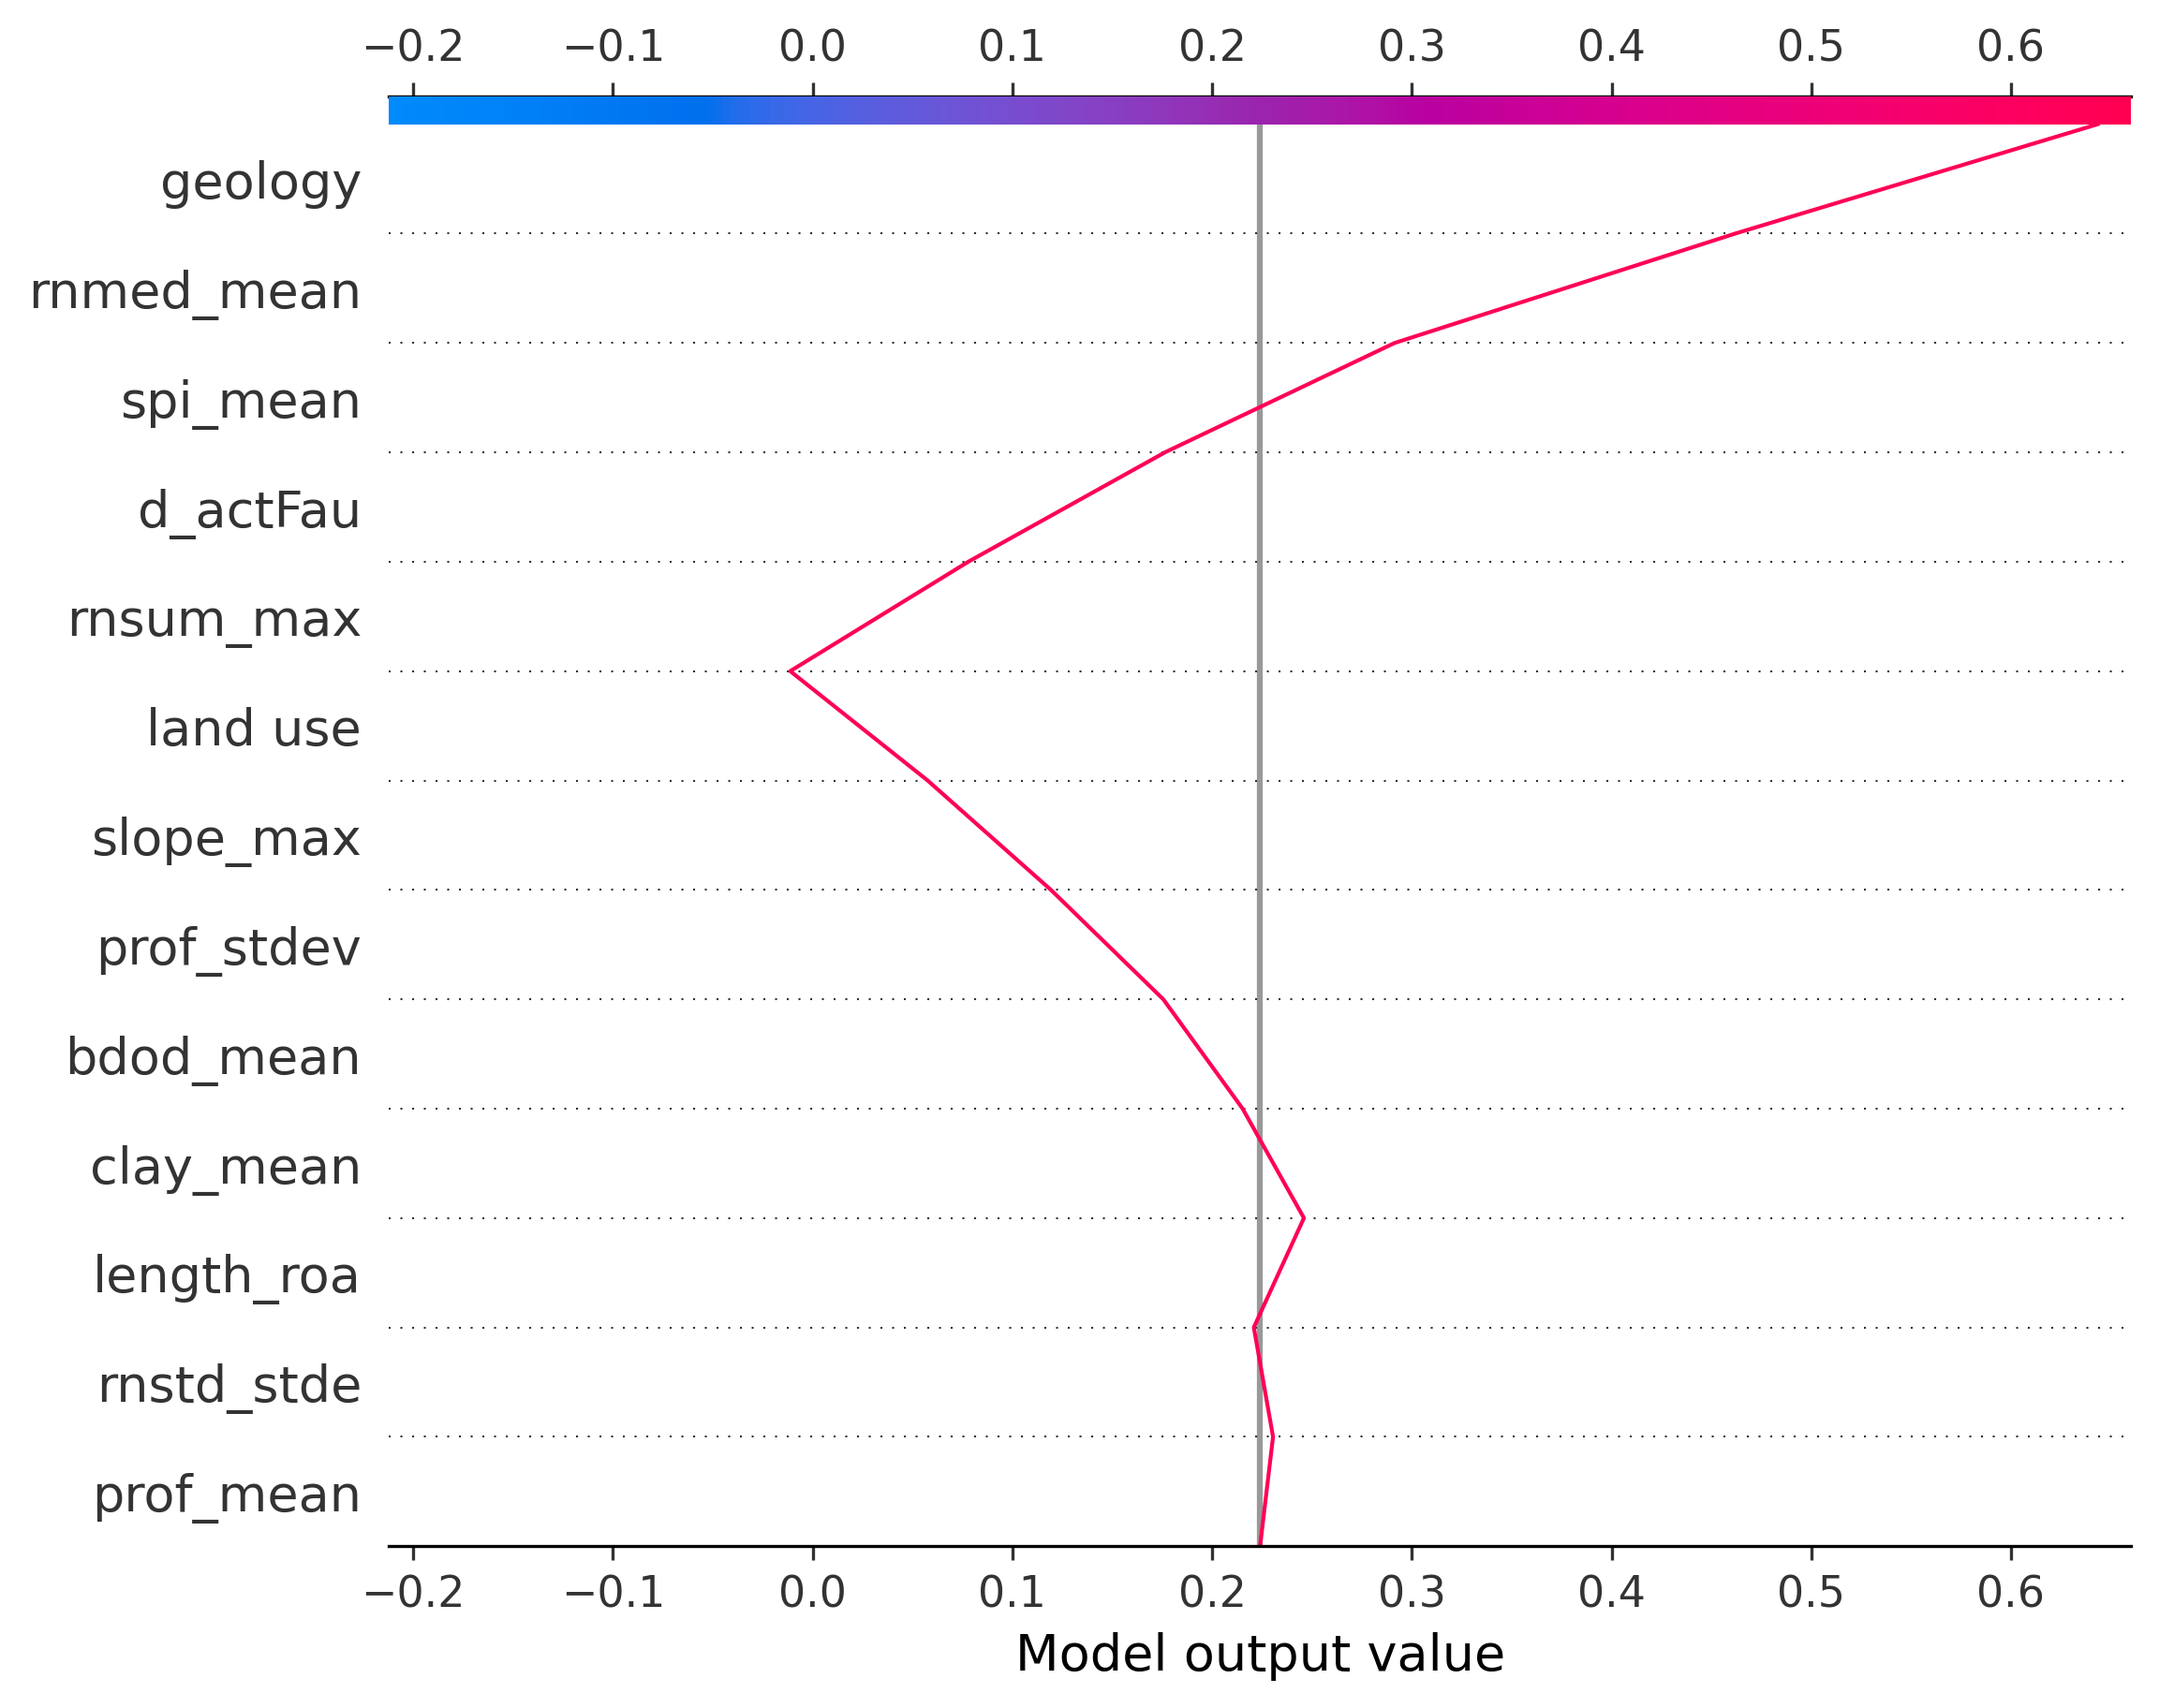 −0.2 −0.1 0.0 0.1 0.2 0.3 0.4 0.5 0.6
geology
rnmed_mean
spi_mean
d_actFau
rnsum_max
land use
slope_max
prof_stdev
bdod_mean
clay_mean
length_roa
rnstd_stde
prof_mean
−0.2 −0.1 0.0 0.1 0.2 0.3 0.4 0.5 0.6
Model output value